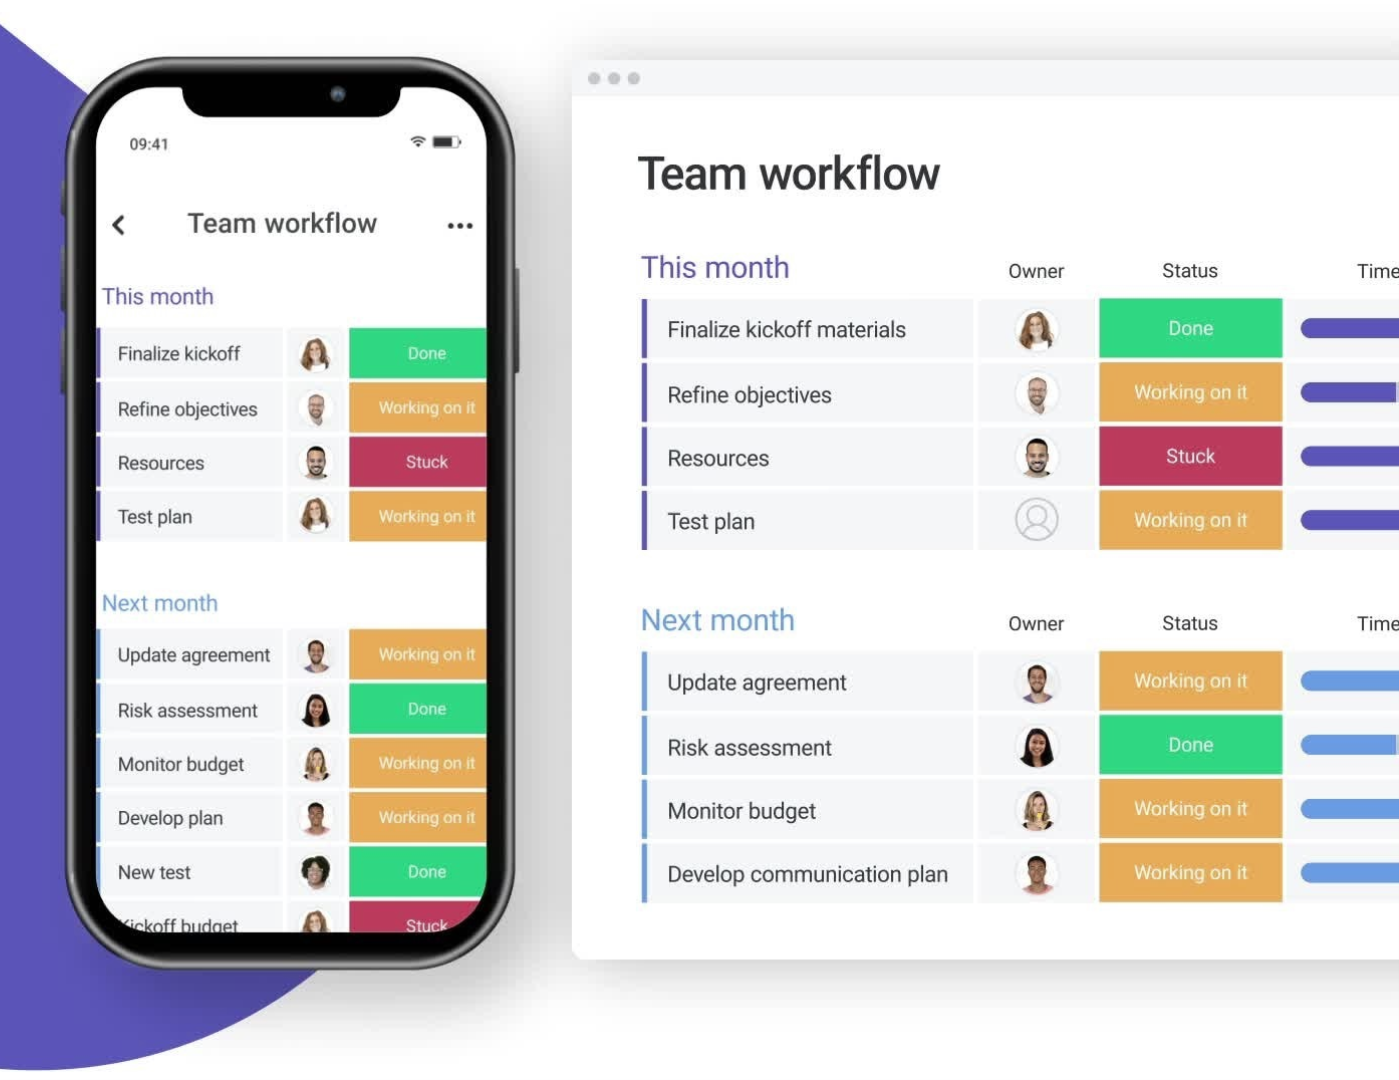 09:41
Team workflow
This month
Finalize kickoff Done
Refine objectives Working on it
Resources Stuck
Test plan Working on it
Next month
Update agreement Working on it
Risk assessment Done
Monitor budget Working on it
Develop plan Working on it
New test Done
Kickoff budget Stuck
Team workflow
This month Owner Status Time
Finalize kickoff materials Done
Refine objectives Working on it
Resources Stuck
Test plan Working on it
Next month Owner Status Time
Update agreement Working on it
Risk assessment Done
Monitor budget Working on it
Develop communication plan Working on it